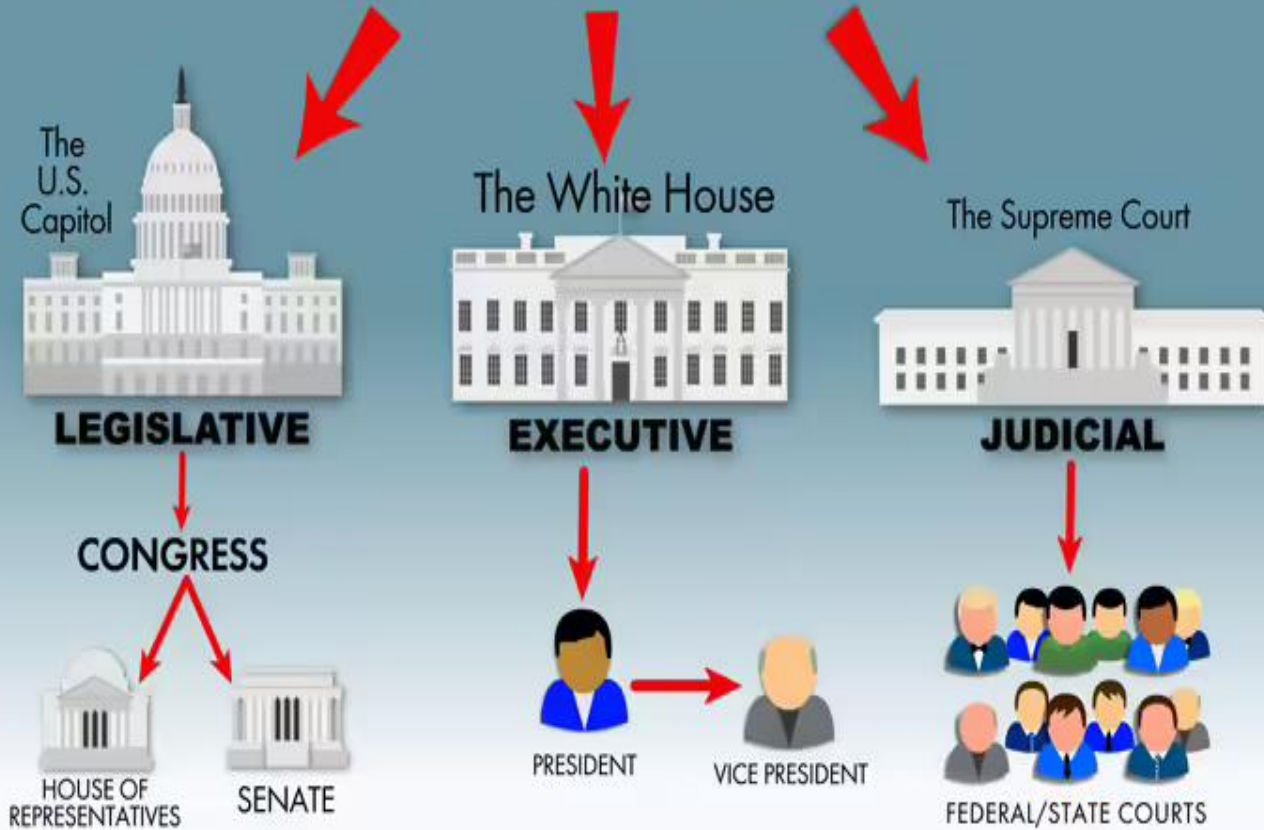 The
U.S.
Capitol
The White House
The Supreme Court
LEGISLATIVE
EXECUTIVE
JUDICIAL
CONGRESS
HOUSE OF
REPRESENTATIVES
SENATE
PRESIDENT
VICE PRESIDENT
FEDERAL/STATE COURTS